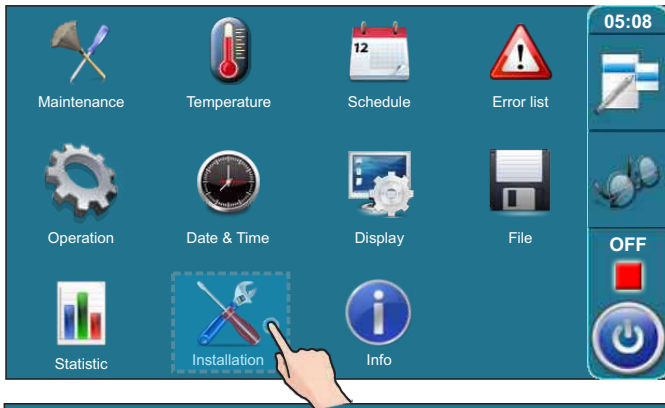 05:08
Maintenance Temperature Schedule Error list
12
Operation Date & Time Display File
OFF
Statistic Installation Info